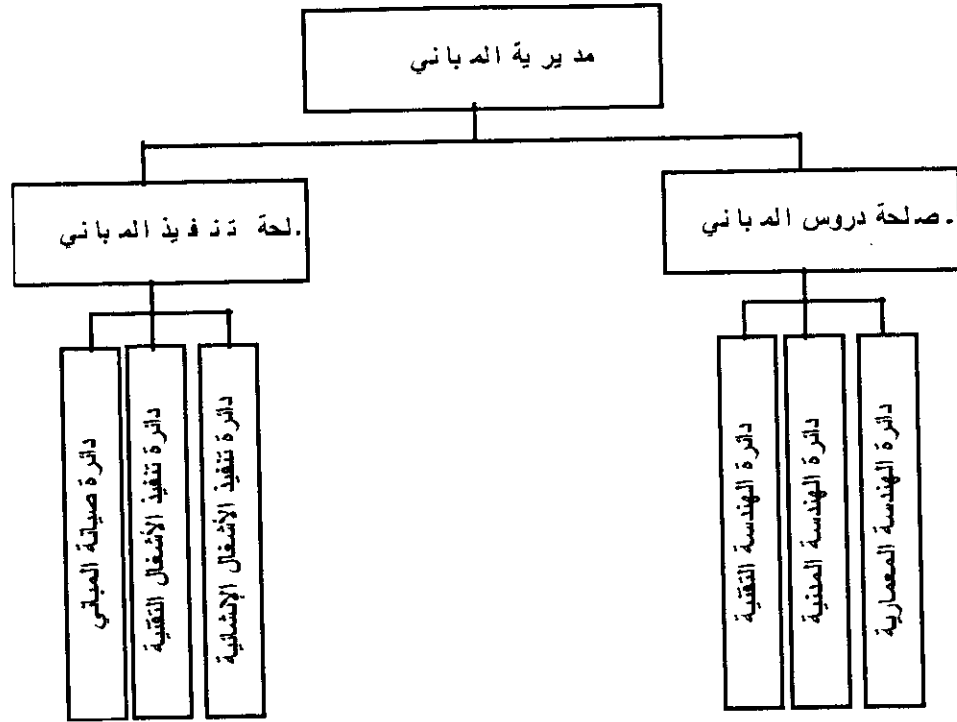 مديرية المباني
صلحة دروس المباني
لحة تنفيذ المباني
دائرة الهندسة المعمارية
دائرة الهندسة المدنية
دائرة الهندسة التقنية
دائرة تنفيذ الأشغال الإنشائية
دائرة تنفيذ الأشغال التقنية
دائرة صيانة المباني